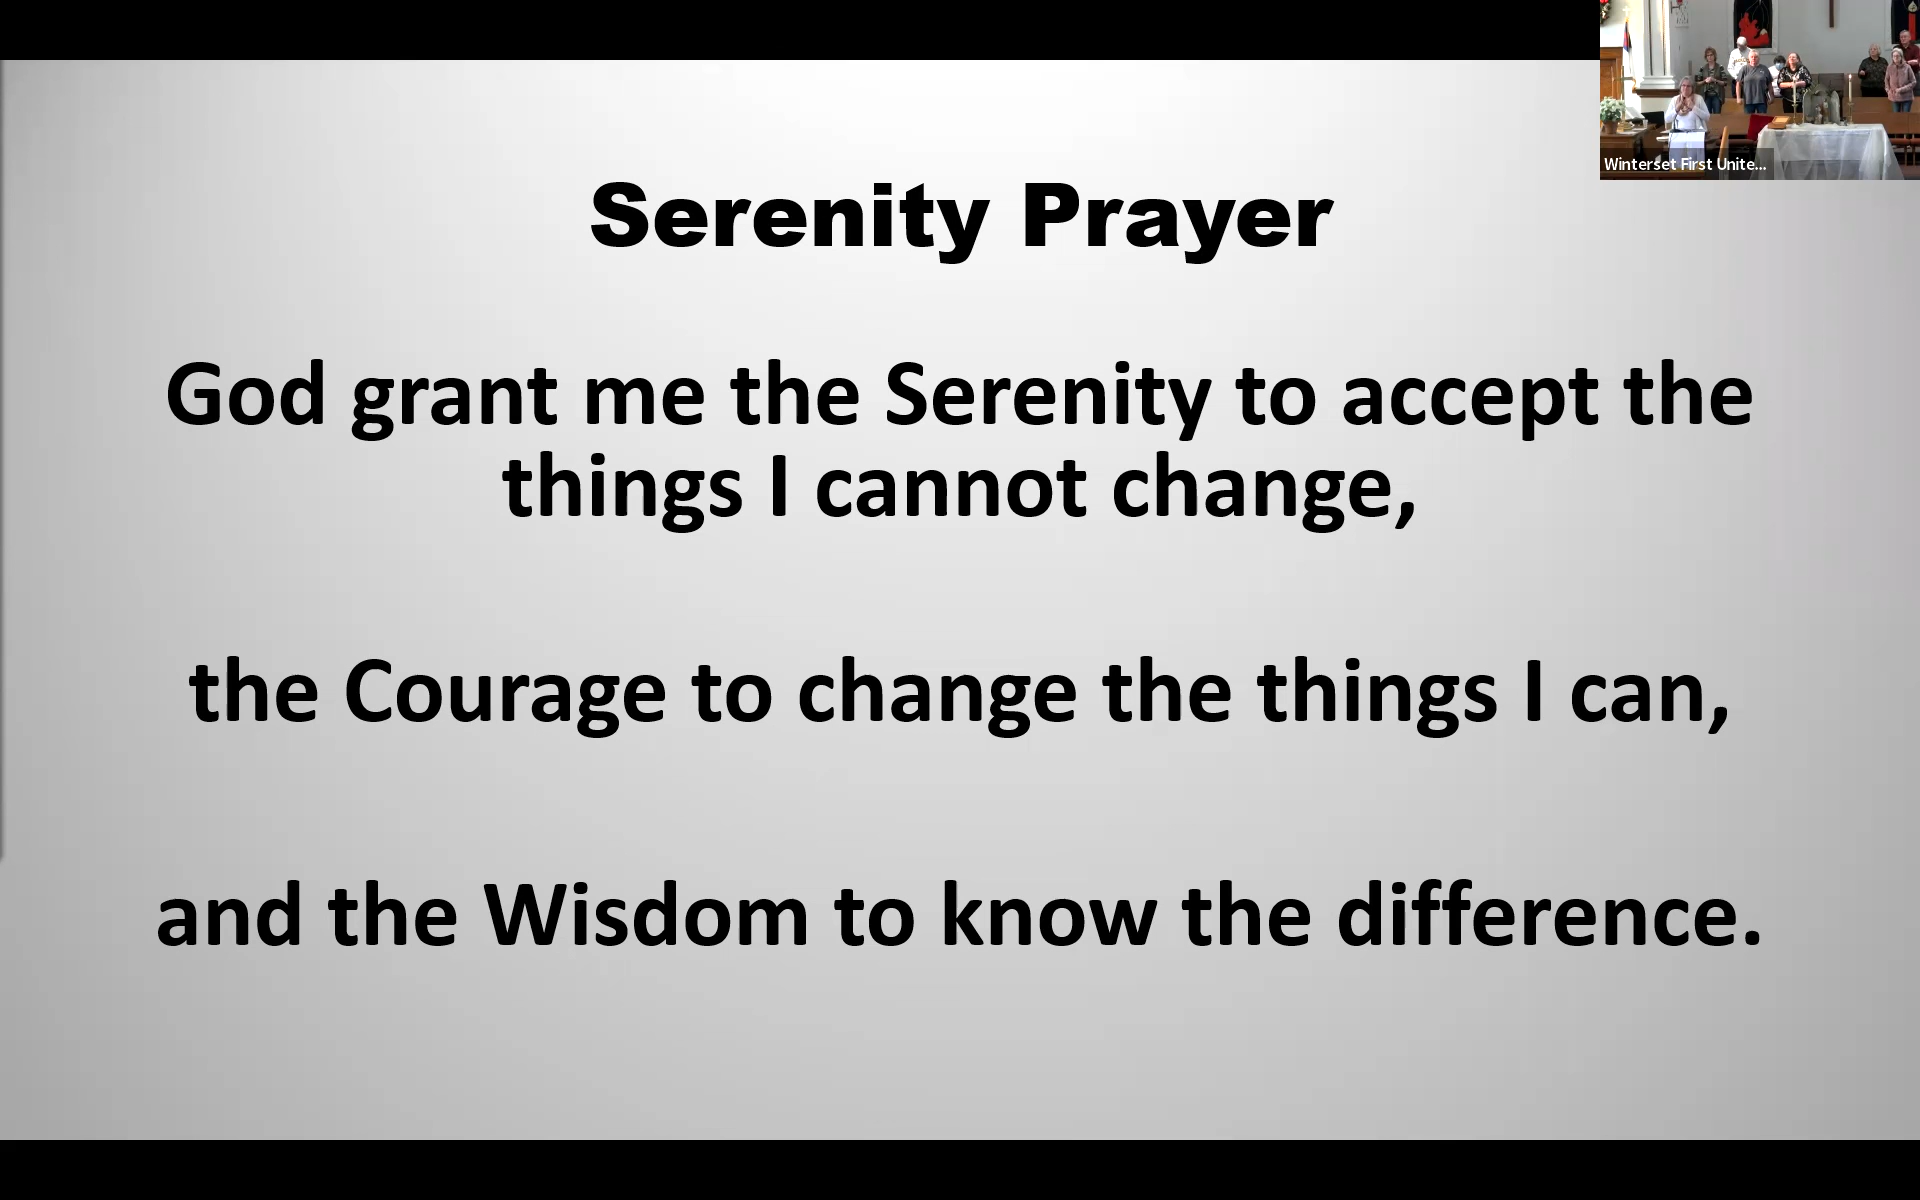 Serenity Prayer
God grant me the Serenity to accept the
things I cannot change,
the Courage to change the things I can,
and the Wisdom to know the difference.
Winterset First Unite...